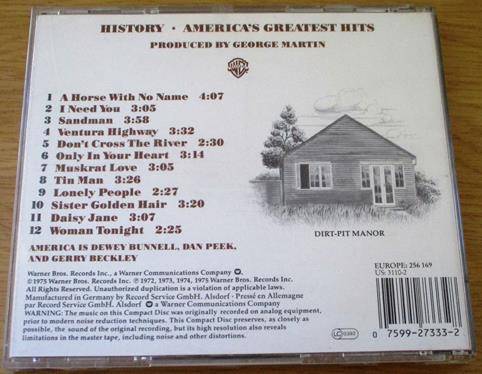 HISTORY · AMERICA'S GREATEST HITS
PRODUCED BY GEORGE MARTIN
1 A Horse With No Name 4:07
2 I Need You 3:05
3 Sandman 3:58
4 Ventura Highway 3:32
5 Don't Cross The River 2:30
6 Only In Your Heart 3:14
7 Muskrat Love 3:05
8 Tin Man 3:26
9 Lonely People 2:27
10 Sister Golden Hair 3:20
11 Daisy Jane 3:07
12 Woman Tonight 2:25
DIRT-PIT MANOR
AMERICA IS DEWEY BUNNELL, DAN PEEK,
AND GERRY BECKLEY
EUROPE: 256 169
US: 3110-2
Warner Bros. Records Inc., a Warner Communications Company
©1975 Warner Bros. Records Inc. ℗ 1972, 1973, 1974, 1975 Warner Bros. Records Inc.
All Rights Reserved. Unauthorized duplication is a violation of applicable laws.
Manufactured in Germany by Record Service GmbH. Alsdorf · Pressé en Allemagne
par Record Service GmbH. Alsdorf a Warner Communications Company
WARNING: The music on this Compact Disc was originally recorded on analog equipment,
prior to modern noise reduction techniques. This Compact Disc preserves, as closely as
possible, the sound of the original recording, but its high resolution also reveals
limitations in the master tape, including noise and other distortions.
LC 0392
0 7599-27333-2